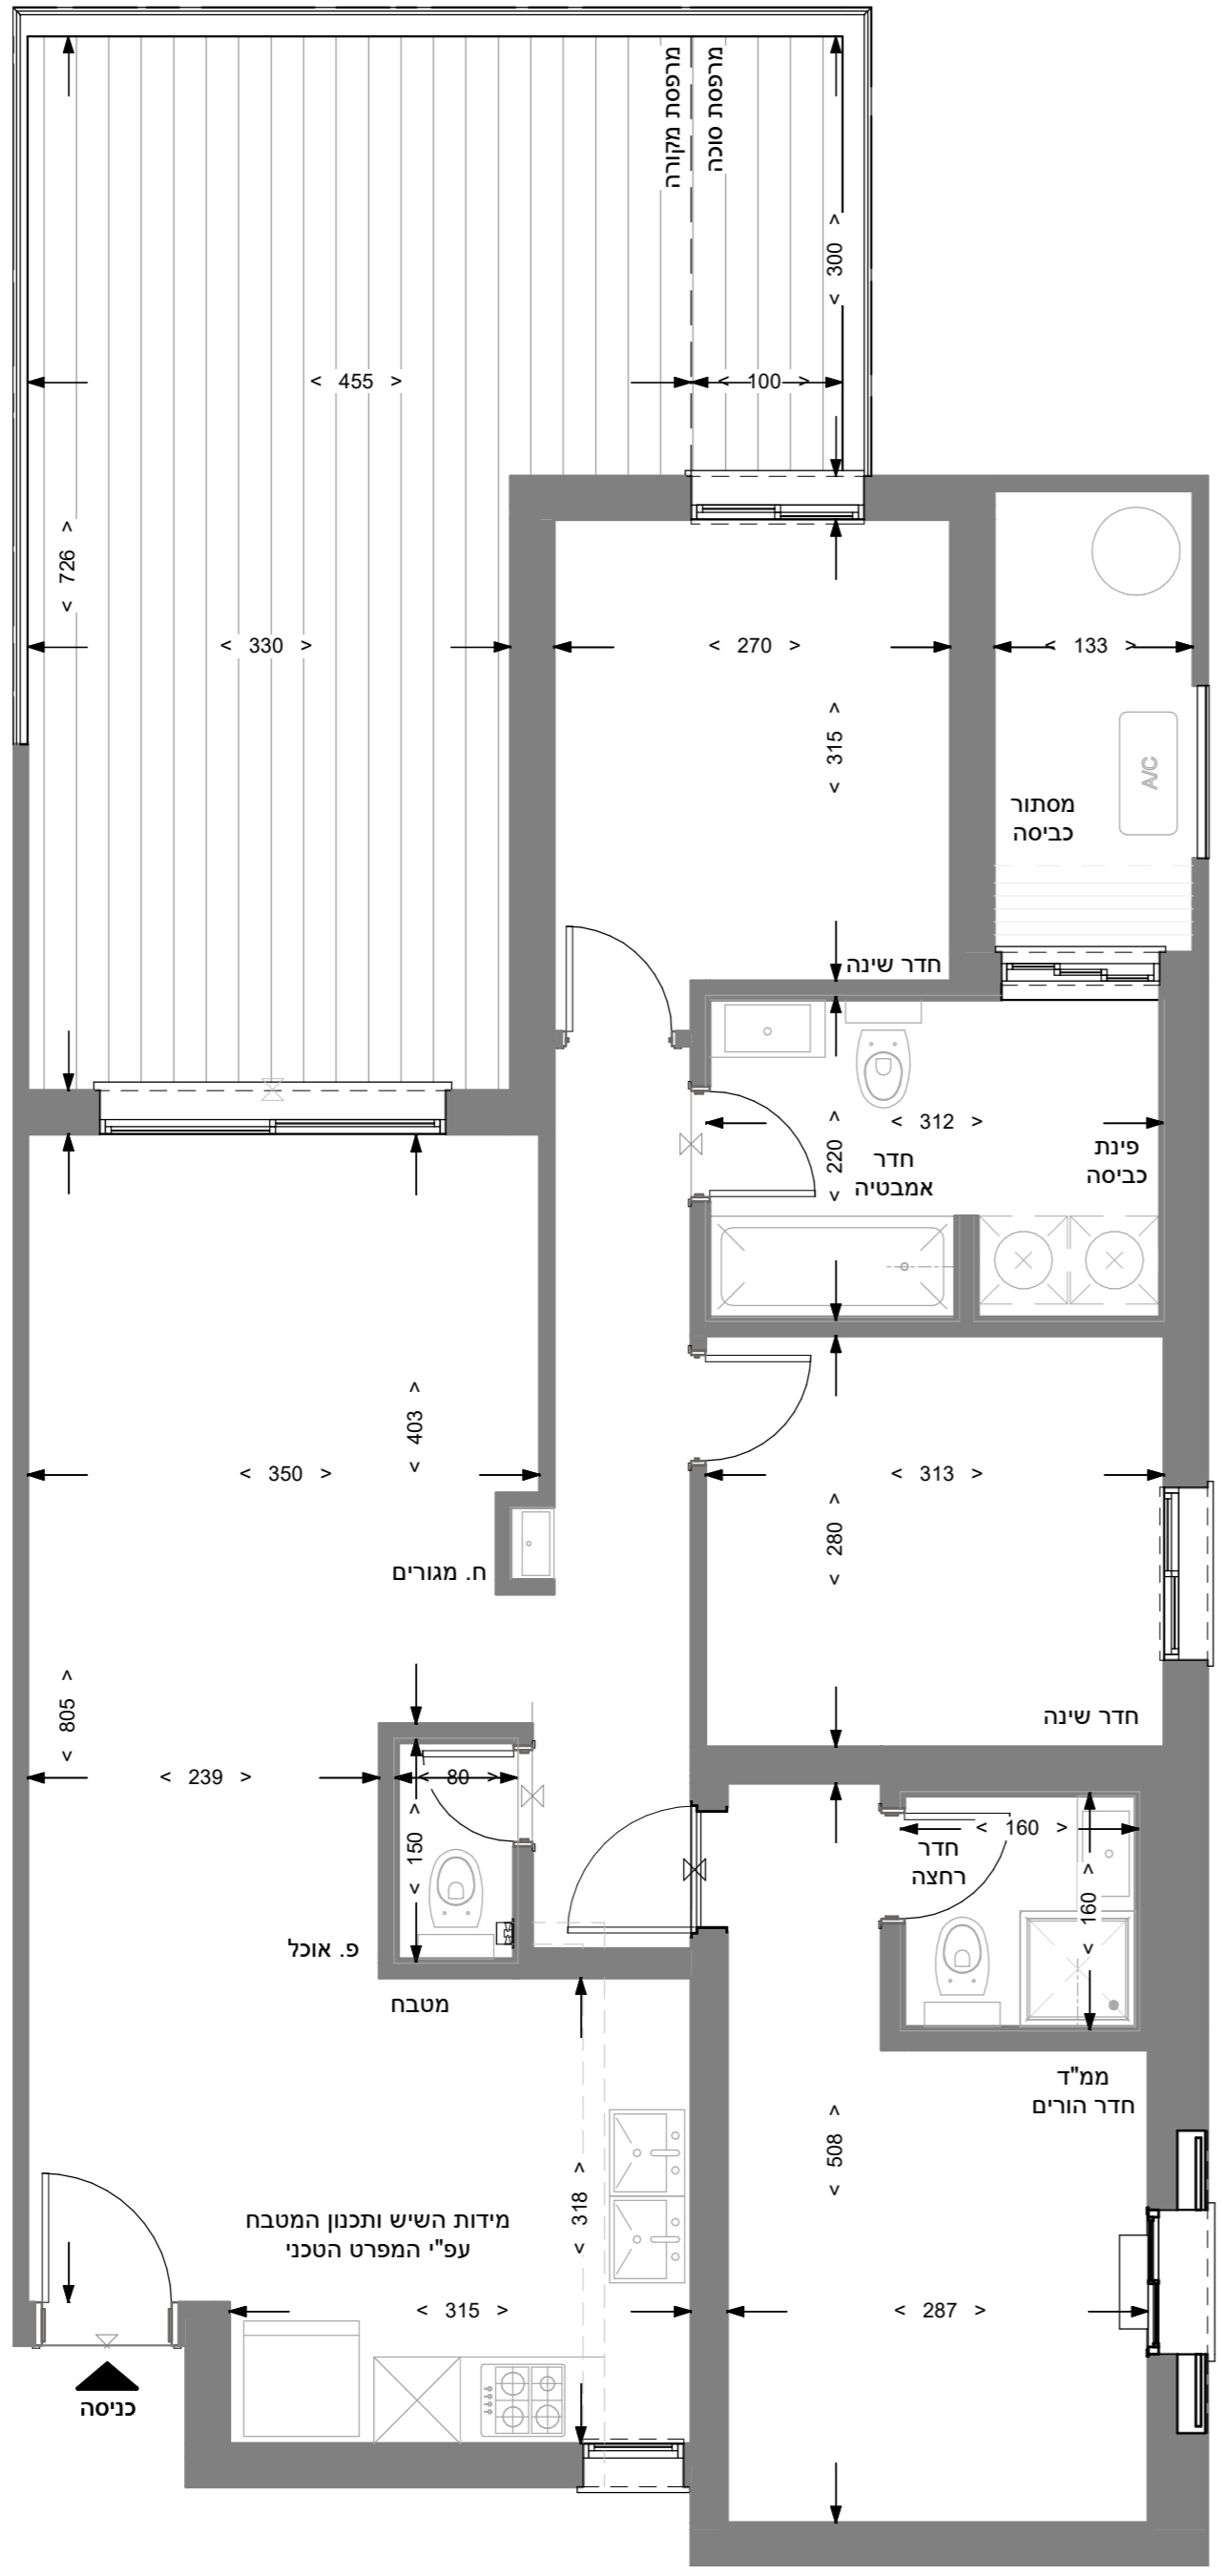 מרפסת מקורה
מרפסת סוכה
< 300 >
< 455 >
< 100 >
< 726 >
< 330 >
< 270 >
< 133 >
< 315 >
A/C
מסתור
כביסה
חדר שינה
< 312 >
< 220 >
חדר
אמבטיה
פינת
כביסה
< 403 >
< 350 >
< 313 >
< 280 >
ח. מגורים
< 805 >
חדר שינה
< 239 >
< 80 >
< 150 >
< 160 >
חדר
רחצה
< 160 >
פ. אוכל
מטבח
ממ"ד
חדר הורים
< 508 >
< 318 >
מידות השיש ותכנון המטבח
עפ"י המפרט הטכני
< 315 >
< 287 >
כניסה